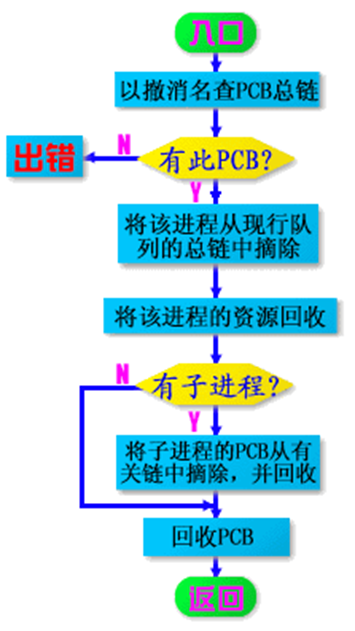 入口
以撤消名查PCB总链
有此PCB?
N
出错
Y
将该进程从现行队
列的总链中摘除
将该进程的资源回收
有子进程?
N
Y
将子进程的PCB从有
关链中摘除，并回收
回收PCB
返回